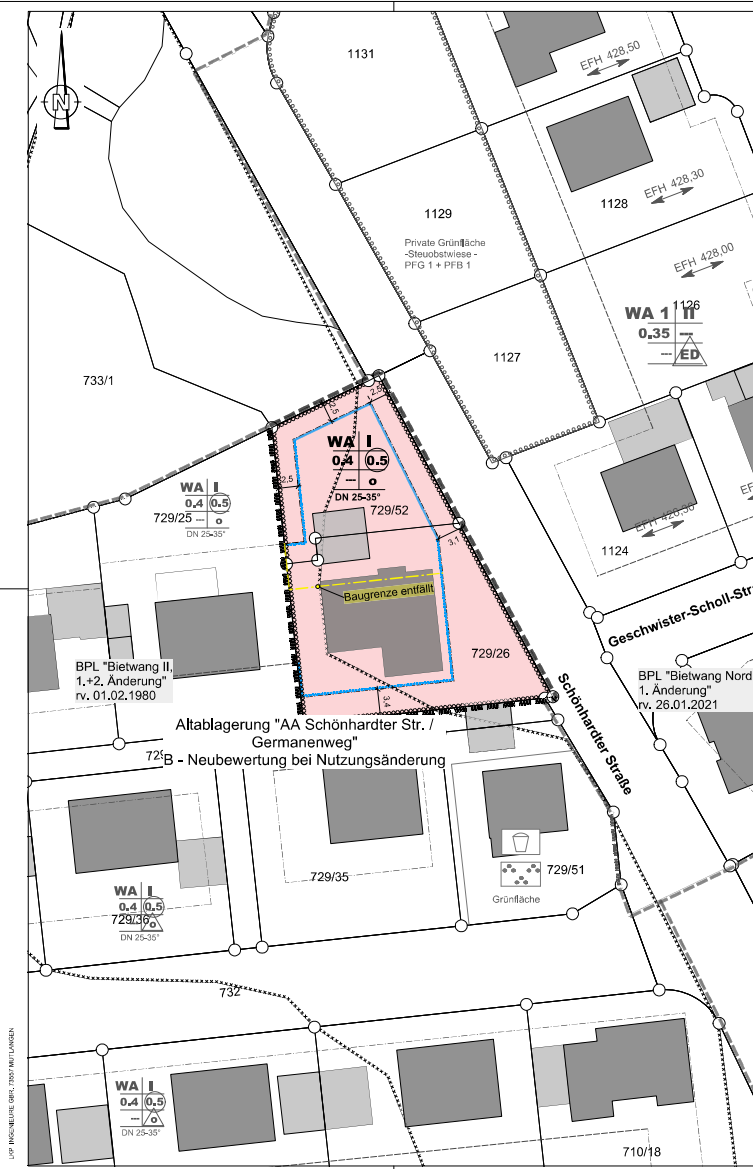 1131
EFH 428.50
N
1129
Private Grünfläche
-Steuobstwiese -
PFG 1 + PFB 1
1128
EFH 428,30
EFH 428,00
1126
WA 1 II
0.35 ---
--- ED
1127
733/1
2,5
2,5
WA I
0.4 0.5
--- o
DN 25-35°
729/52
2,5
WA I
0.4 0.5
729/25 --- o
DN 25-35°
3,1
1124
Geschwister-Scholl-Str
Baugrenze entfällt
729/26
BPL "Bietwang II,
1.+2. Änderung"
rv. 01.02.1980
BPL "Bietwang Nord
1. Änderung"
rv. 26.01.2021
Schönhardter Straße
3,4
Altablagerung "AA Schönhardter Str. /
Germanenweg"
B - Neubewertung bei Nutzungsänderung
729/35
729/51
Grünfläche
WA I
0.4 0.5
729/36 o
DN 25-35°
732
WA I
0.4 0.5
--- o
DN 25-35°
710/18
LKP INGENIEURE GBR, 73557 MUTLANGEN